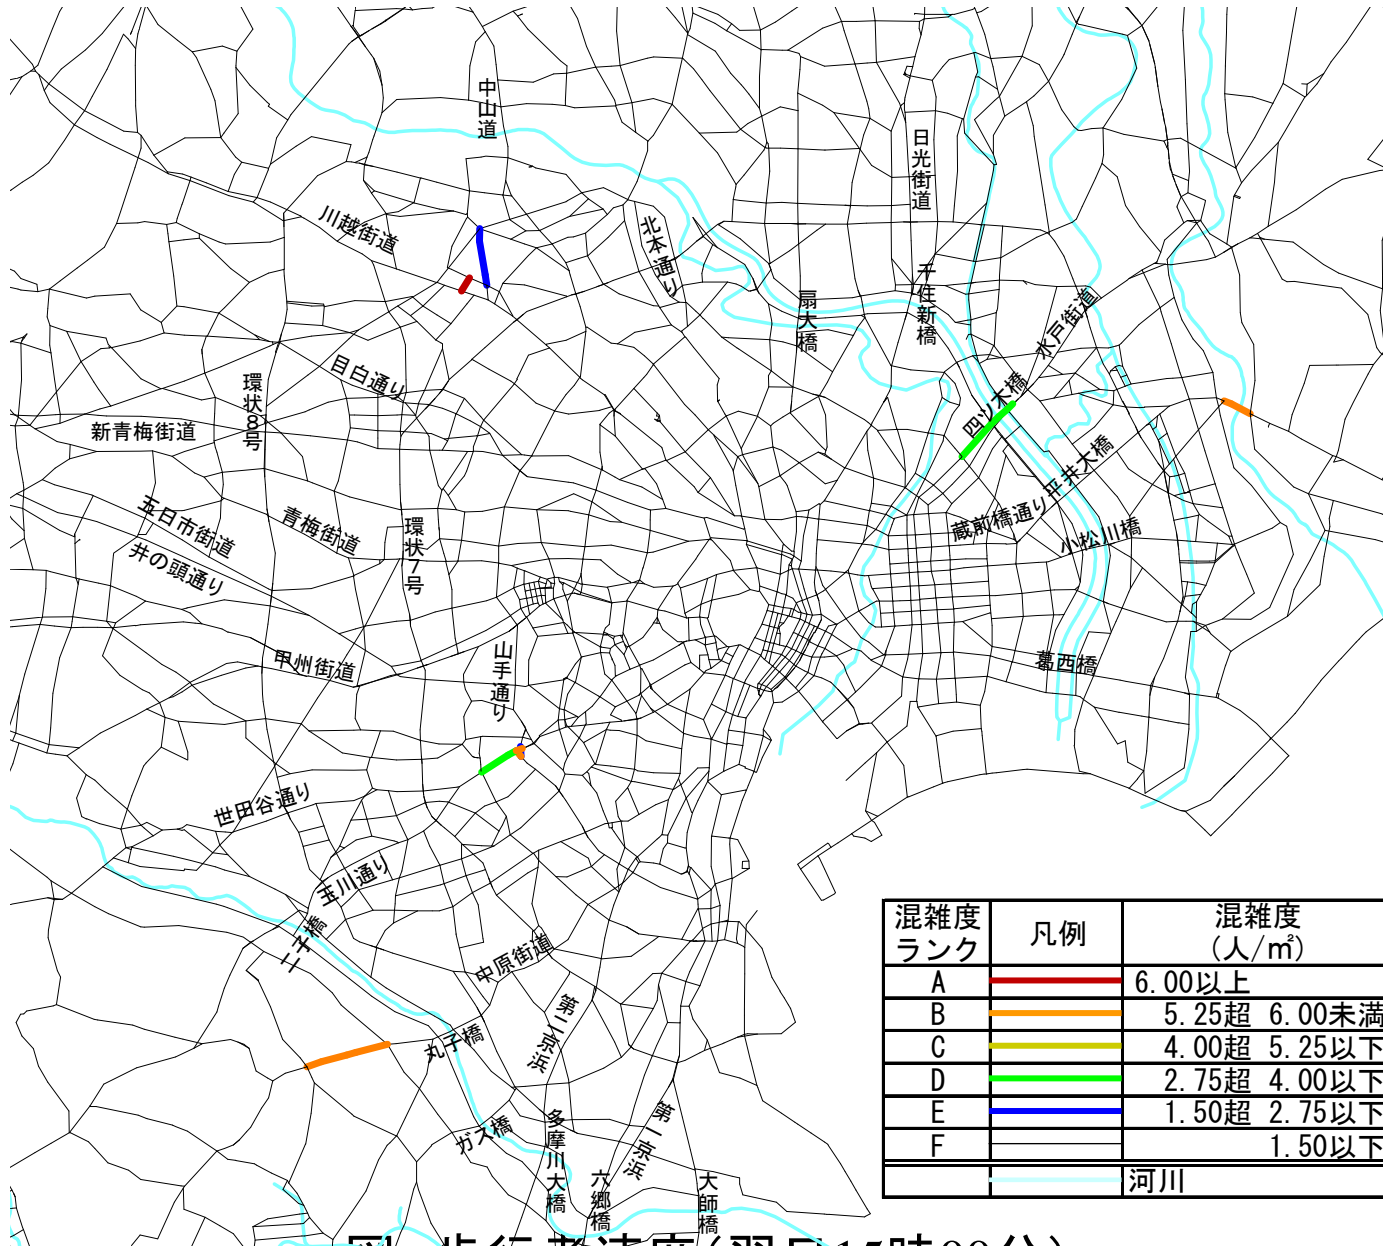 中山道
日光街道
川越街道
北本通り
千住新橋
扇大橋
水戸街道
目白通り
環状8号
四ツ木橋
新青梅街道
平井大橋
五日市街道
青梅街道
環状7号
蔵前橋通り
小松川橋
井の頭通り
甲州街道
山手通り
葛西橋
世田谷通り
玉川通り
二子橋
中原街道
第二京浜
丸子橋
ガス橋
多摩川大橋
第一京浜
六郷橋
大師橋
混雑度ランク 凡例 混雑度(人/㎡)
A 6.00以上
B 5.25超 6.00未満
C 4.00超 5.25以下
D 2.75超 4.00以下
E 1.50超 2.75以下
F 1.50以下
河川